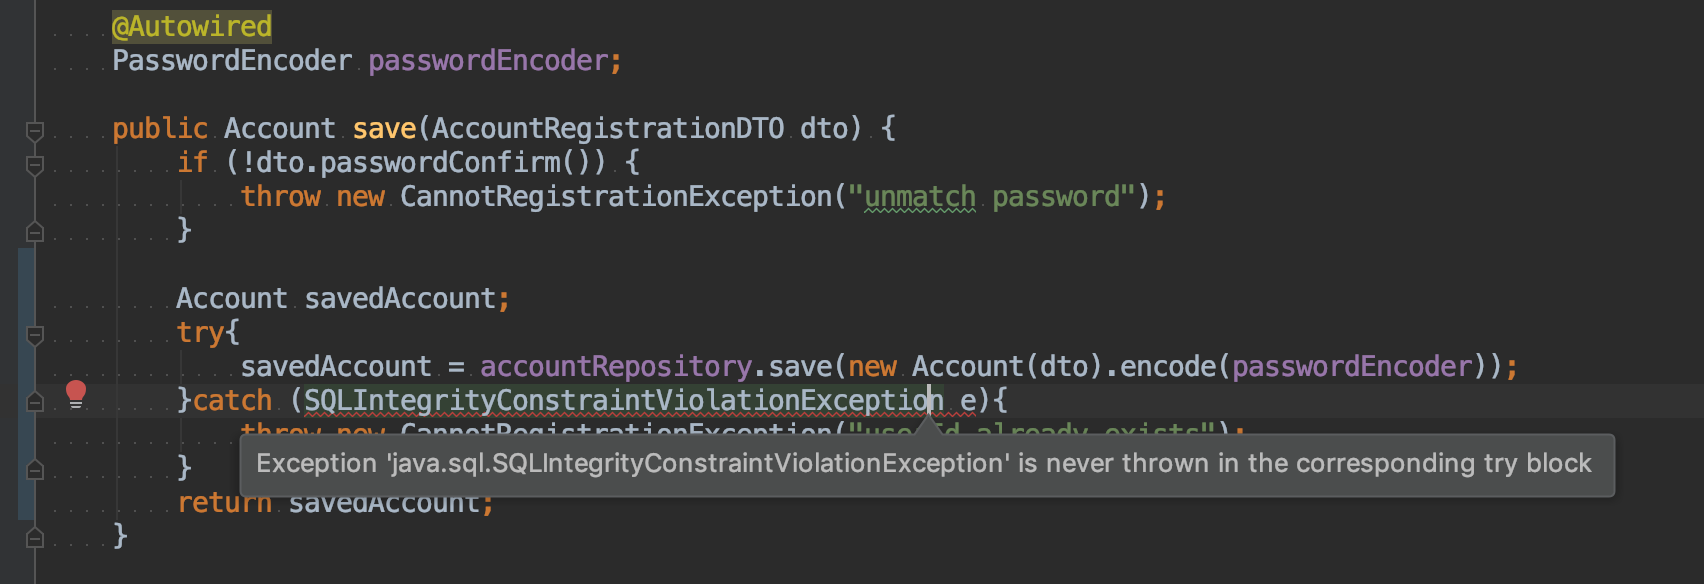 @Autowired
PasswordEncoder passwordEncoder;
public Account save(AccountRegistrationDTO dto) {
if (!dto.passwordConfirm()) {
throw new CannotRegistrationException("unmatch password");
}
Account savedAccount;
try{
savedAccount = accountRepository.save(new Account(dto).encode(passwordEncoder));
}catch (SQLIntegrityConstraintViolationException e){
throw new CannotRegistrationException(" already exists");
Exception 'java.sql.SQLIntegrityConstraintViolationException' is never thrown in the corresponding try block
}
return savedAccount;
}